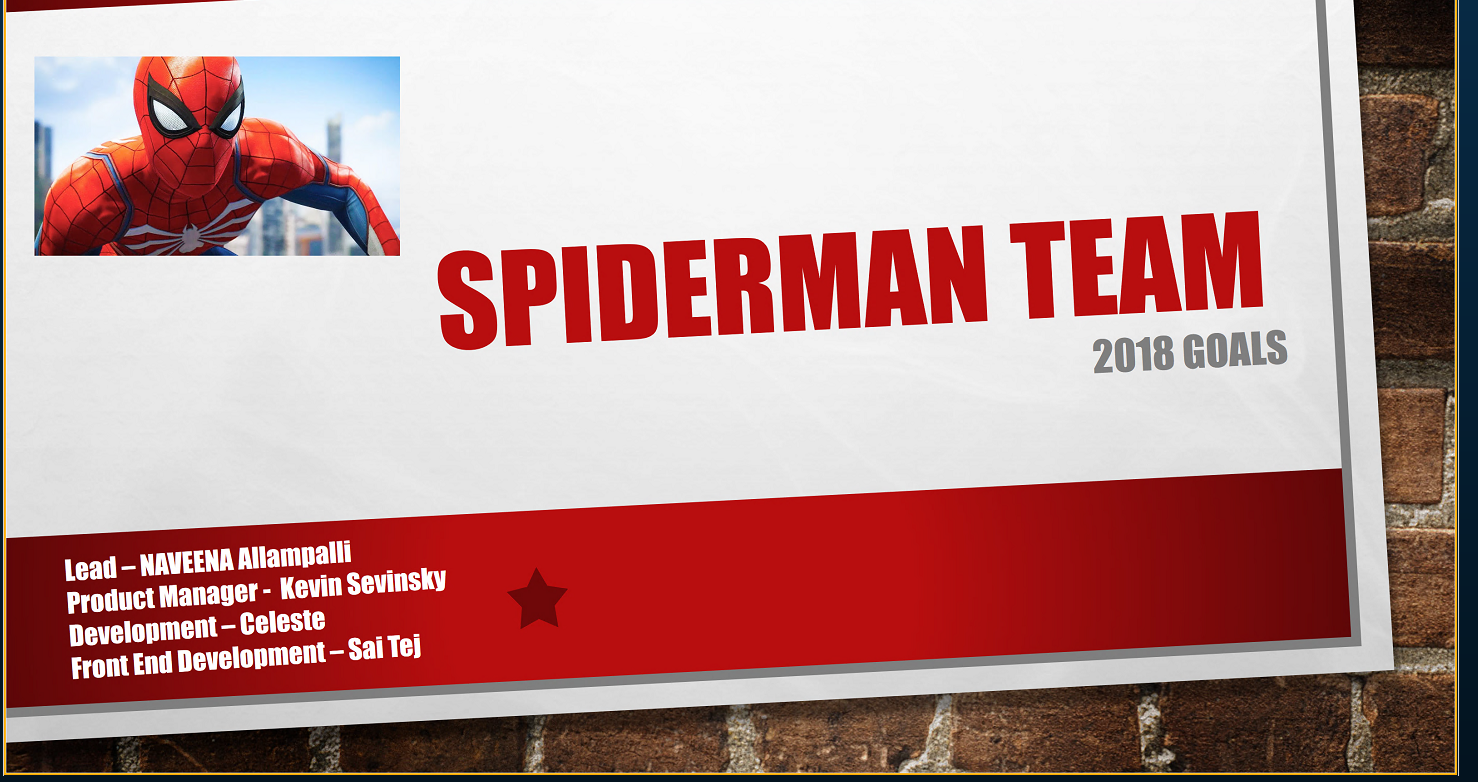 SPIDERMAN TEAM
2018 GOALS
Lead – NAVEENA Allampalli
Product Manager - Kevin Sevinsky
Development – Celeste
Front End Development – Sai Tej